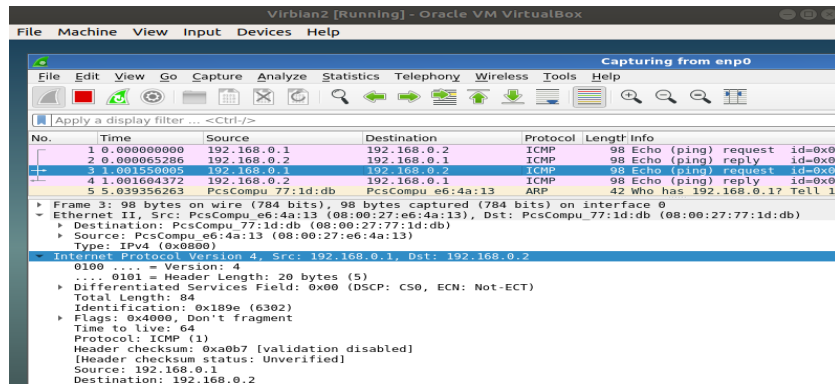 Virbian2 [Running] - Oracle VM VirtualBox
File Machine View Input Devices Help
Capturing from enp0
File Edit View Go Capture Analyze Statistics Telephony Wireless Tools Help
Apply a display filter ... <Ctrl-/>
No. Time Source Destination Protocol Length Info
1 0.000000000 192.168.0.1 192.168.0.2 ICMP 98 Echo (ping) request id=0x0
2 0.000065286 192.168.0.2 192.168.0.1 ICMP 98 Echo (ping) reply id=0x0
3 1.001550005 192.168.0.1 192.168.0.2 ICMP 98 Echo (ping) request id=0x0
4 1.001604372 192.168.0.2 192.168.0.1 ICMP 98 Echo (ping) reply id=0x0
5 5.039356263 PcsCompu_77:1d:db PcsCompu_e6:4a:13 ARP 42 Who has 192.168.0.1? Tell 1
Frame 3: 98 bytes on wire (784 bits), 98 bytes captured (784 bits) on interface 0
Ethernet II, Src: PcsCompu_e6:4a:13 (08:00:27:e6:4a:13), Dst: PcsCompu_77:1d:db (08:00:27:77:1d:db)
Destination: PcsCompu_77:1d:db (08:00:27:77:1d:db)
Source: PcsCompu_e6:4a:13 (08:00:27:e6:4a:13)
Type: IPv4 (0x0800)
Internet Protocol Version 4, Src: 192.168.0.1, Dst: 192.168.0.2
0100 .... = Version: 4
.... 0101 = Header Length: 20 bytes (5)
Differentiated Services Field: 0x00 (DSCP: CS0, ECN: Not-ECT)
Total Length: 84
Identification: 0x189e (6302)
Flags: 0x4000, Don't fragment
Time to live: 64
Protocol: ICMP (1)
Header checksum: 0xa0b7 [validation disabled]
[Header checksum status: Unverified]
Source: 192.168.0.1
Destination: 192.168.0.2